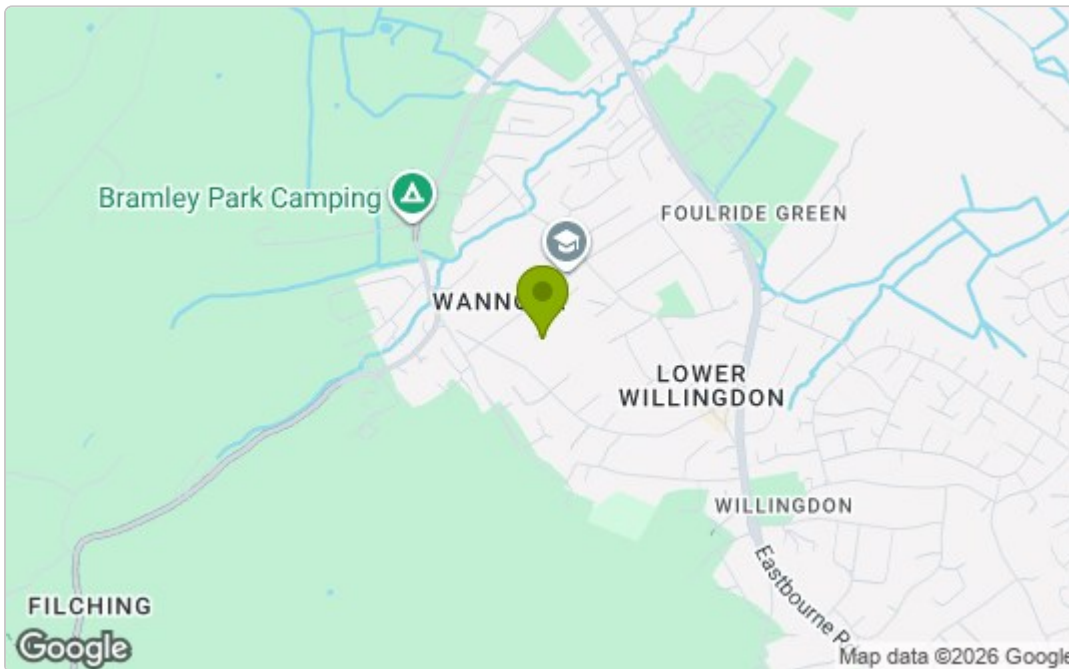 Bramley Park Camping
FOULRIDE GREEN
LOWER
WILLINGDON
WILLINGDON
Eastbourne
FILCHING
Google
Map data ©2026 Google